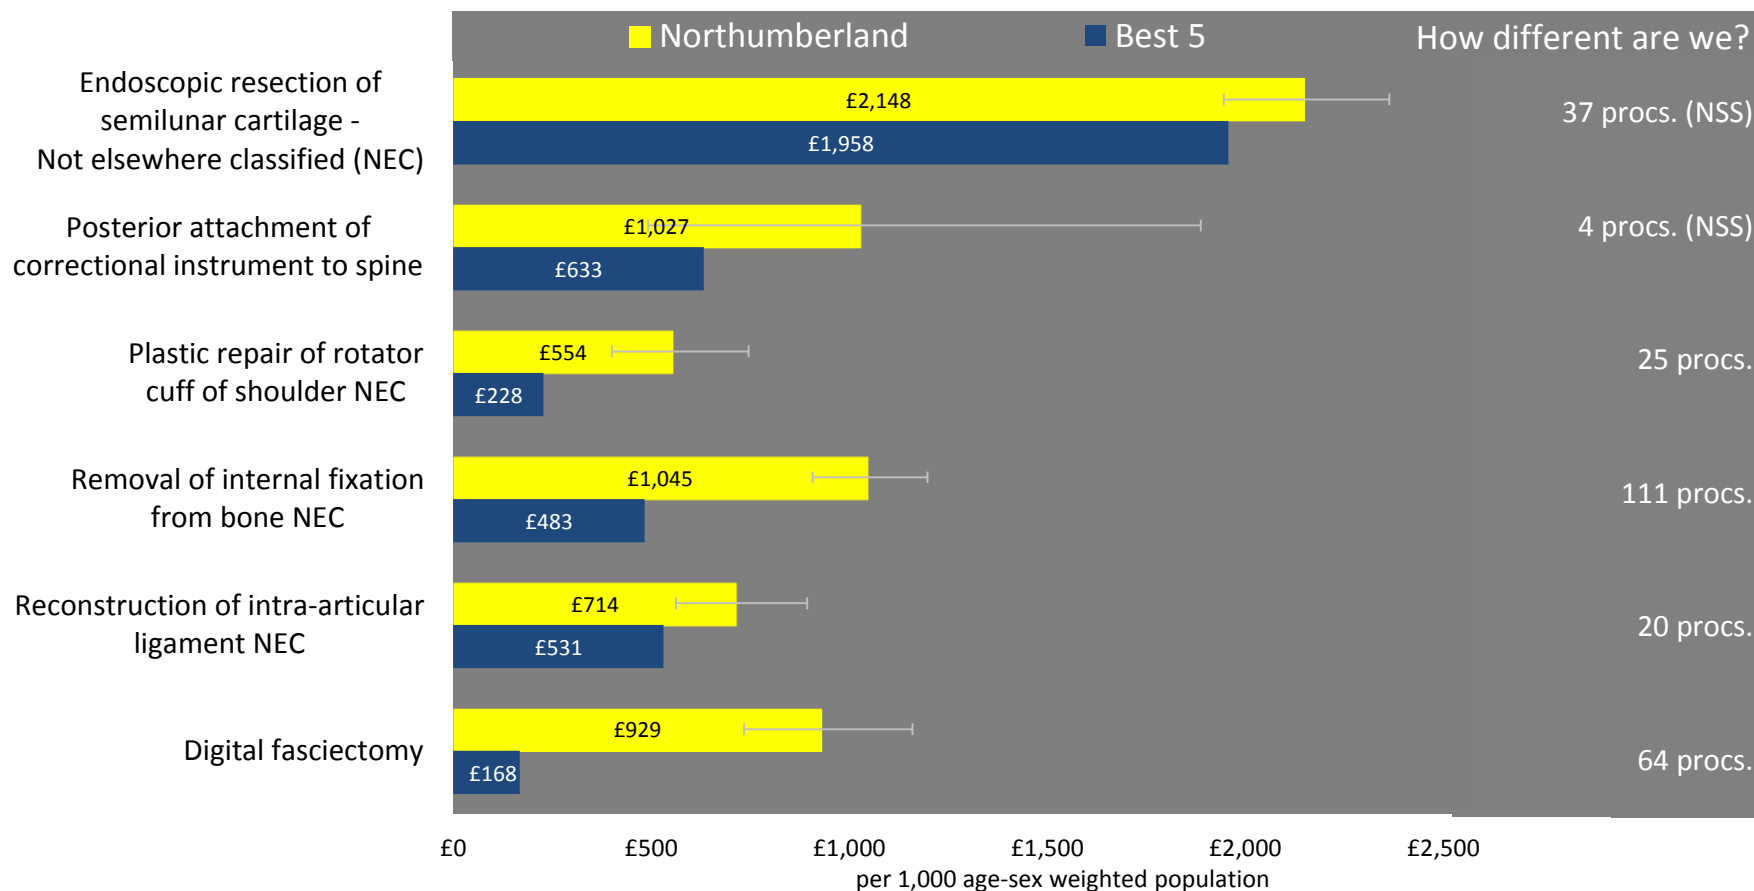 Northumberland
Best 5
How different are we?
Endoscopic resection of
semilunar cartilage -
Not elsewhere classified (NEC)
£2,148
£1,958
37 procs. (NSS)
Posterior attachment of
correctional instrument to spine
£1,027
£633
4 procs. (NSS)
Plastic repair of rotator
cuff of shoulder NEC
£554
£228
25 procs.
Removal of internal fixation
from bone NEC
£1,045
£483
111 procs.
Reconstruction of intra-articular
ligament NEC
£714
£531
20 procs.
Digital fasciectomy
£929
£168
64 procs.
£0 £500 £1,000 £1,500 £2,000 £2,500
per 1,000 age-sex weighted population